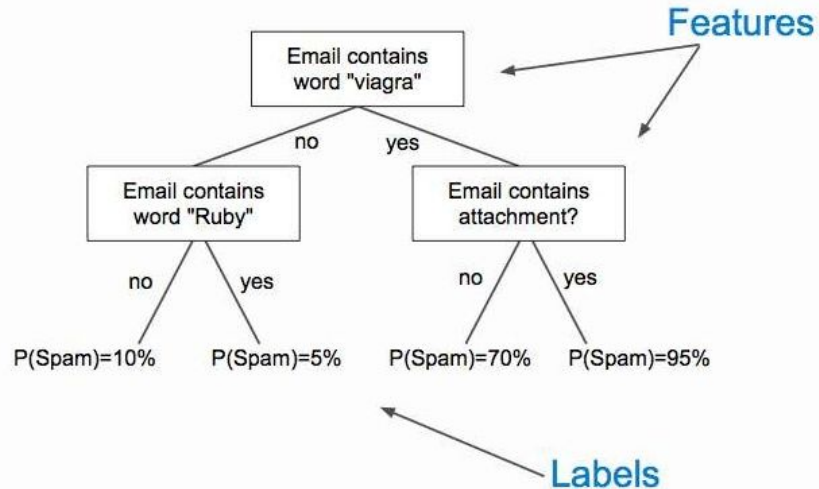 Features
Email contains
word "viagra"
no
yes
Email contains
word "Ruby"
Email contains
attachment?
no
yes
no
yes
P(Spam)=10%
P(Spam)=5%
P(Spam)=70%
P(Spam)=95%
Labels